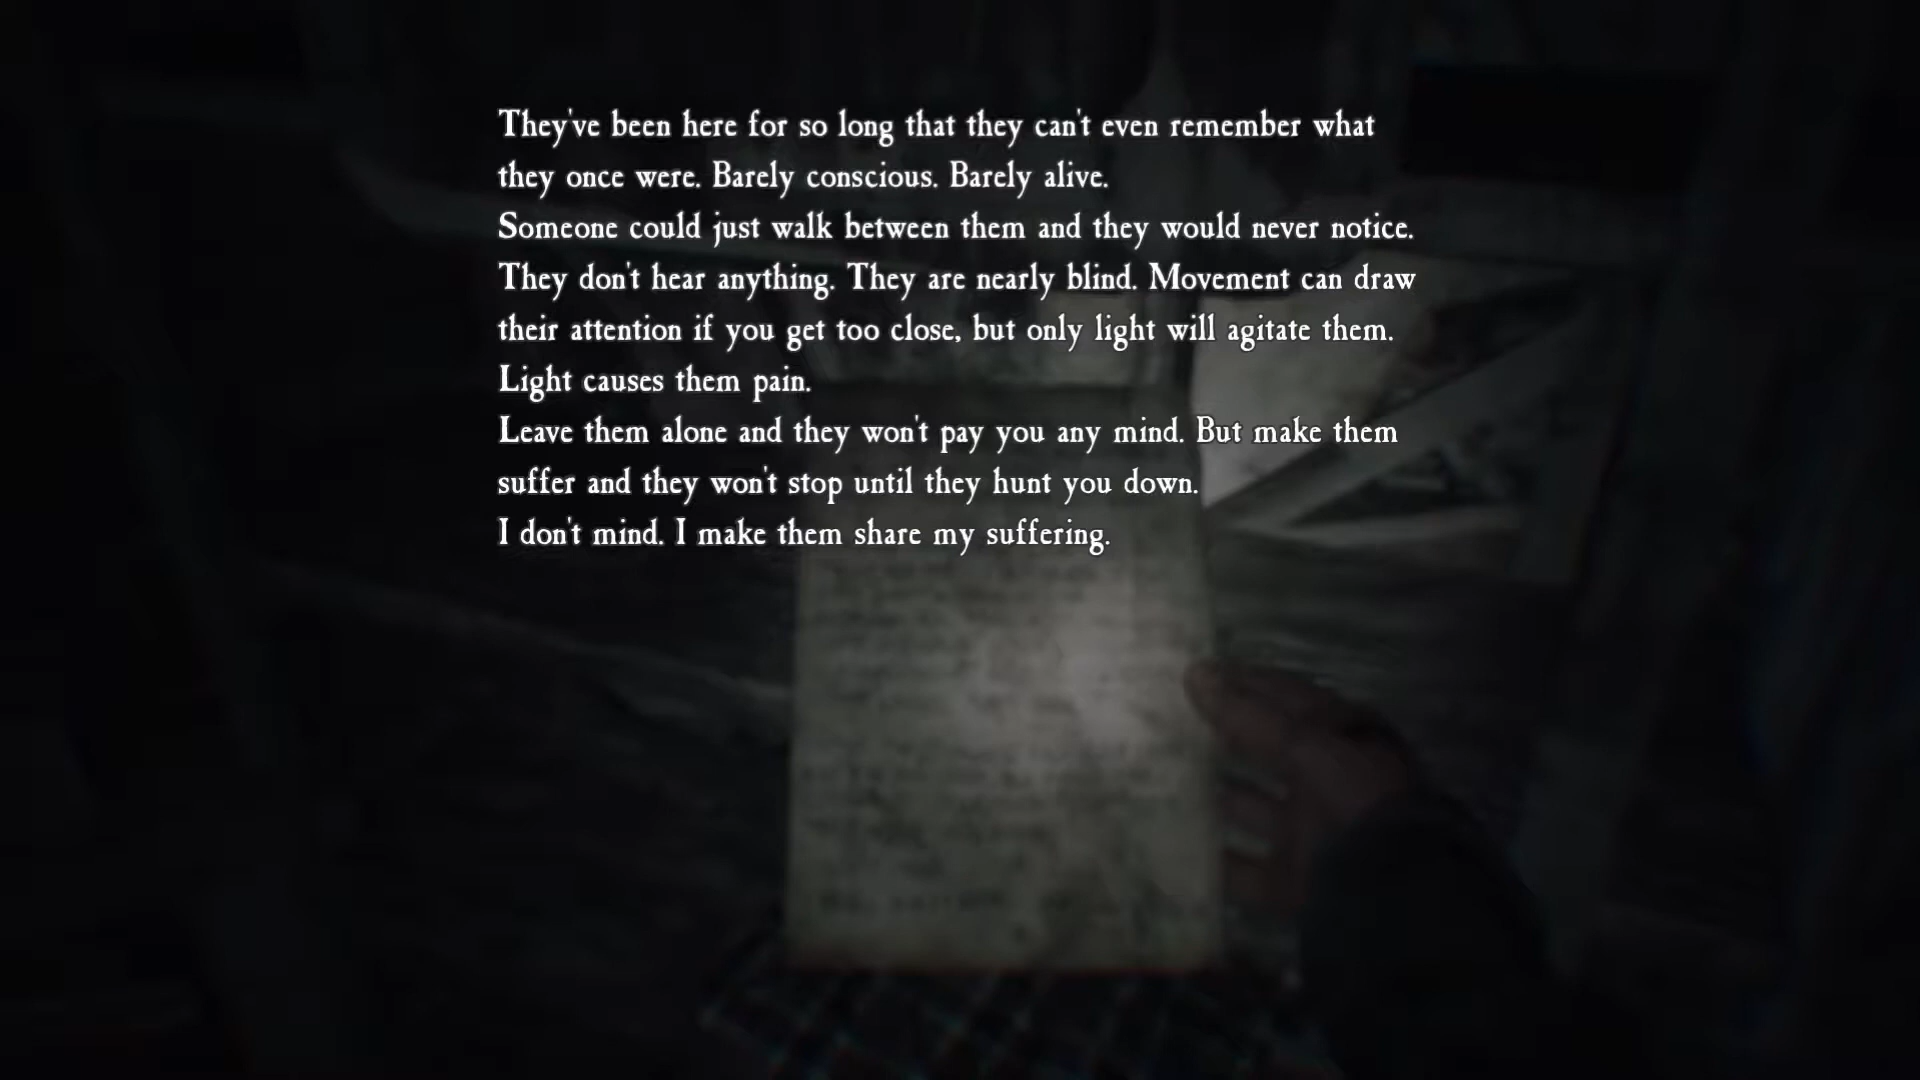 They've been here for so long that they can't even remember what
they once were. Barely conscious. Barely alive.
Someone could just walk between them and they would never notice.
They don't hear anything. They are nearly blind. Movement can draw
their attention if you get too close, but only light will agitate them.
Light causes them pain.
Leave them alone and they won't pay you any mind. But make them
suffer and they won't stop until they hunt you down.
I don't mind. I make them share my suffering.